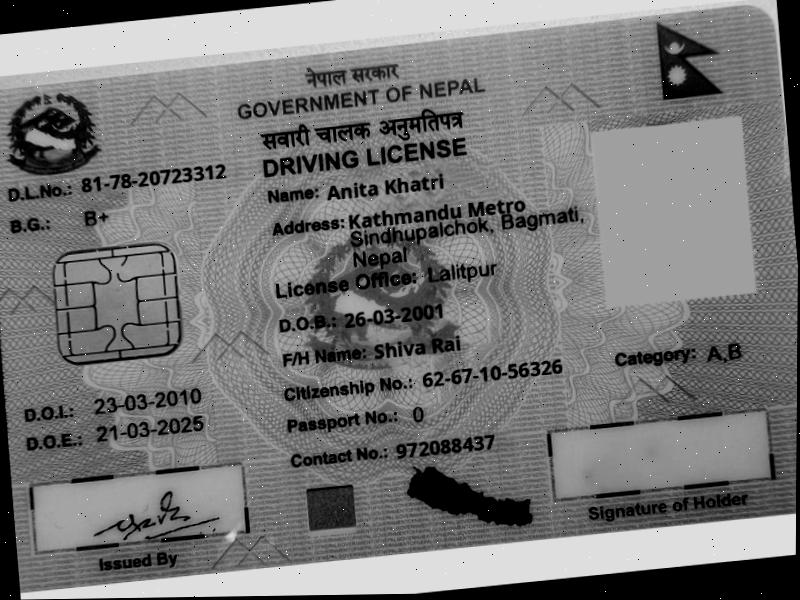 नेपाल सरकार
GOVERNMENT OF NEPAL
सवारी चालक अनुमतिपत्र
DRIVING LICENSE
D.L.No.: 81-78-20723312
B.G.: B+
Name: Anita Khatri
Address: Kathmandu Metro
Sindhupalchok, Bagmati,
Nepal
License Office: Lalitpur
D.O.B.: 26-03-2001
F/H Name: Shiva Rai
Citizenship No.: 62-67-10-56326
Category: A,B
Passport No.: 0
Contact No.: 972088437
D.O.I.: 23-03-2010
D.O.E.: 21-03-2025
Issued By
Signature of Holder